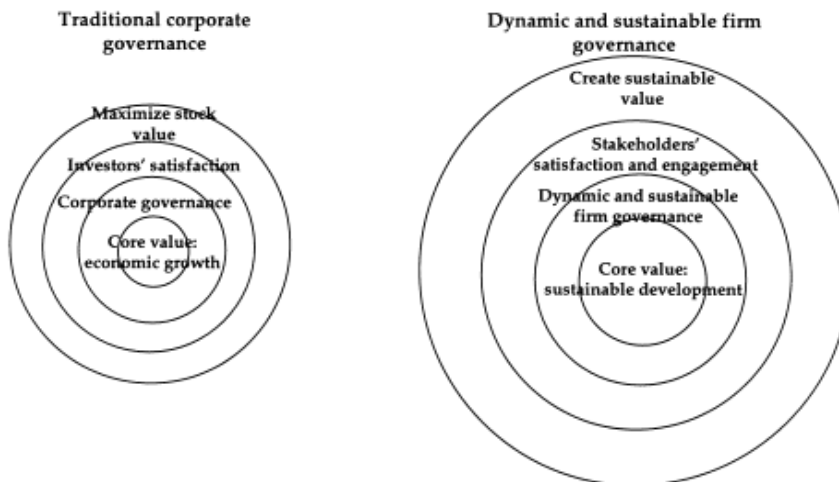 Traditional corporate
governance
Maximize stock
value
Investors' satisfaction
Corporate governance
Core value:
economic growth
Dynamic and sustainable firm
governance
Create sustainable
value
Stakeholders'
satisfaction and engagement
Dynamic and sustainable
firm governance
Core value:
sustainable development